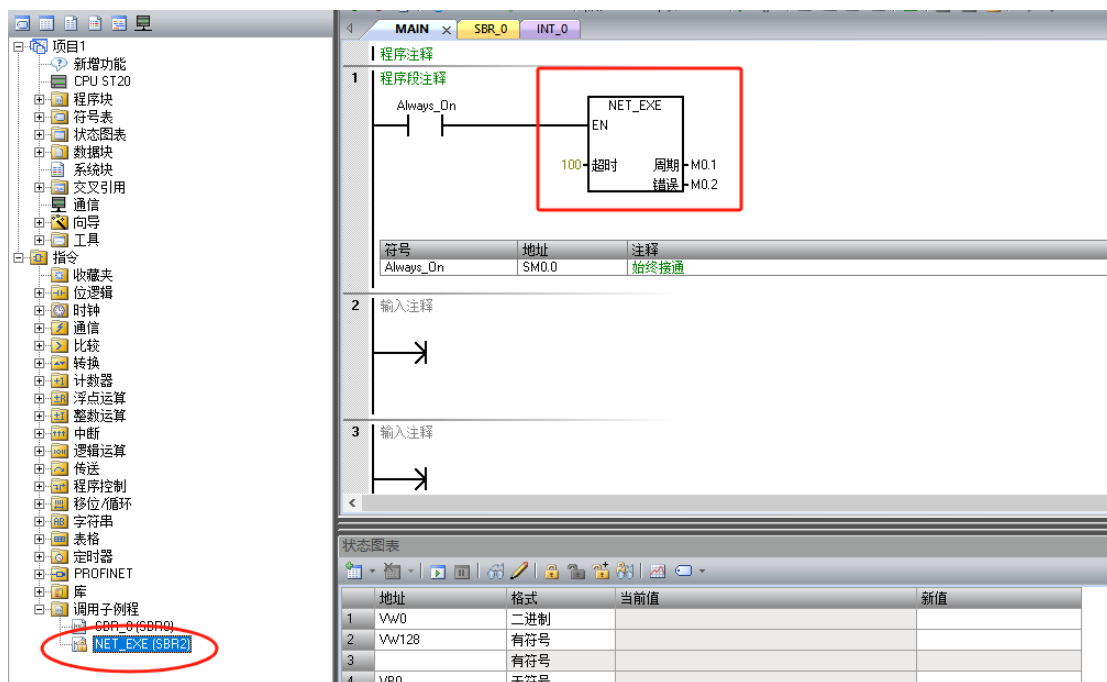 MAIN SBR_0 INT_0
项目1
新增功能
CPU ST20
程序块
符号表
状态图表
数据块
系统块
交叉引用
通信
向导
工具
指令
收藏夹
位逻辑
时钟
通信
比较
转换
计数器
浮点运算
整数运算
中断
逻辑运算
传送
程序控制
移位/循环
字符串
表格
定时器
PROFINET
库
调用子例程
SBR_0 (SBR0)
NET_EXE (SBR2)
程序注释
1 程序段注释
Always_On NET_EXE
EN
100 超时 周期 M0.1
错误 M0.2
符号 地址 注释
Always_On SM0.0 始终接通
2 输入注释
3 输入注释
状态图表
地址 格式 当前值 新值
1 VW0 二进制
2 VW128 有符号
3 有符号
4 VB0 无符号